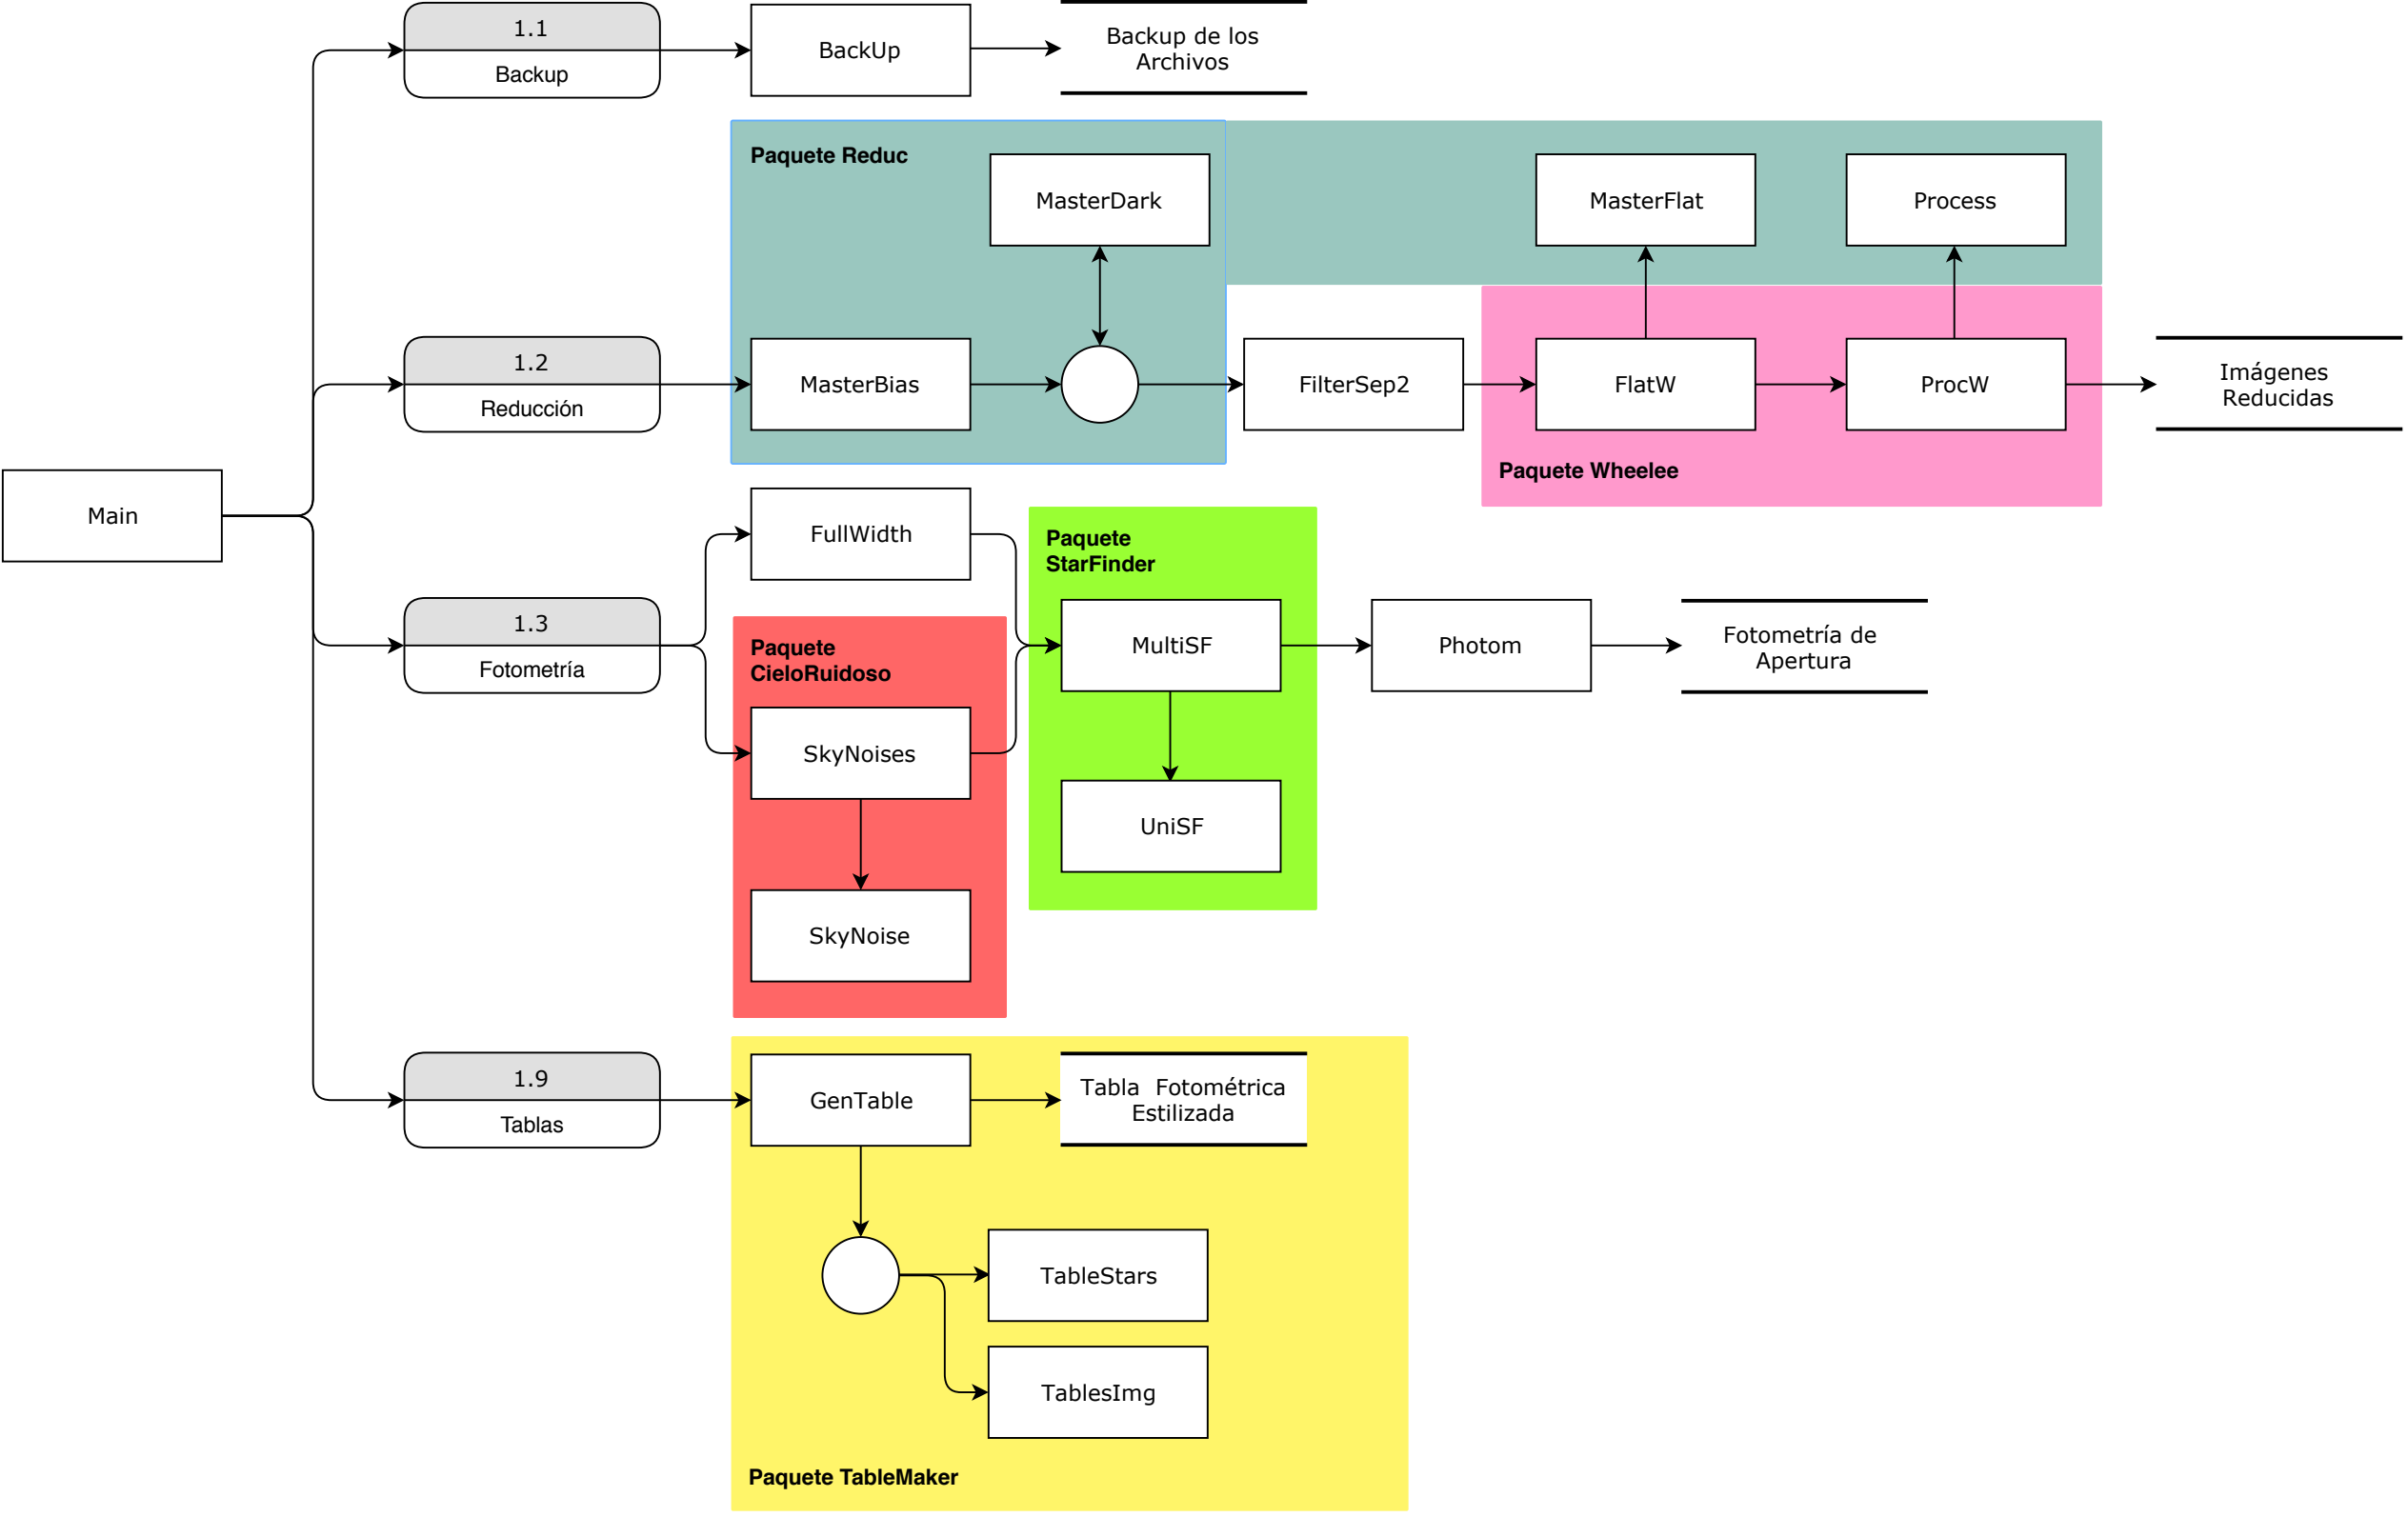 1.1
Backup
BackUp
Backup de los
Archivos
Paquete Reduc
MasterDark
MasterFlat
Process
1.2
Reducción
MasterBias
FilterSep2
FlatW
ProcW
Imágenes
Reducidas
Paquete Wheelee
Main
FullWidth
Paquete
StarFinder
1.3
Fotometría
Paquete
CieloRuidoso
MultiSF
Photom
Fotometría de
Apertura
SkyNoises
UniSF
SkyNoise
1.9
Tablas
GenTable
Tabla Fotométrica
Estilizada
TableStars
TablesImg
Paquete TableMaker